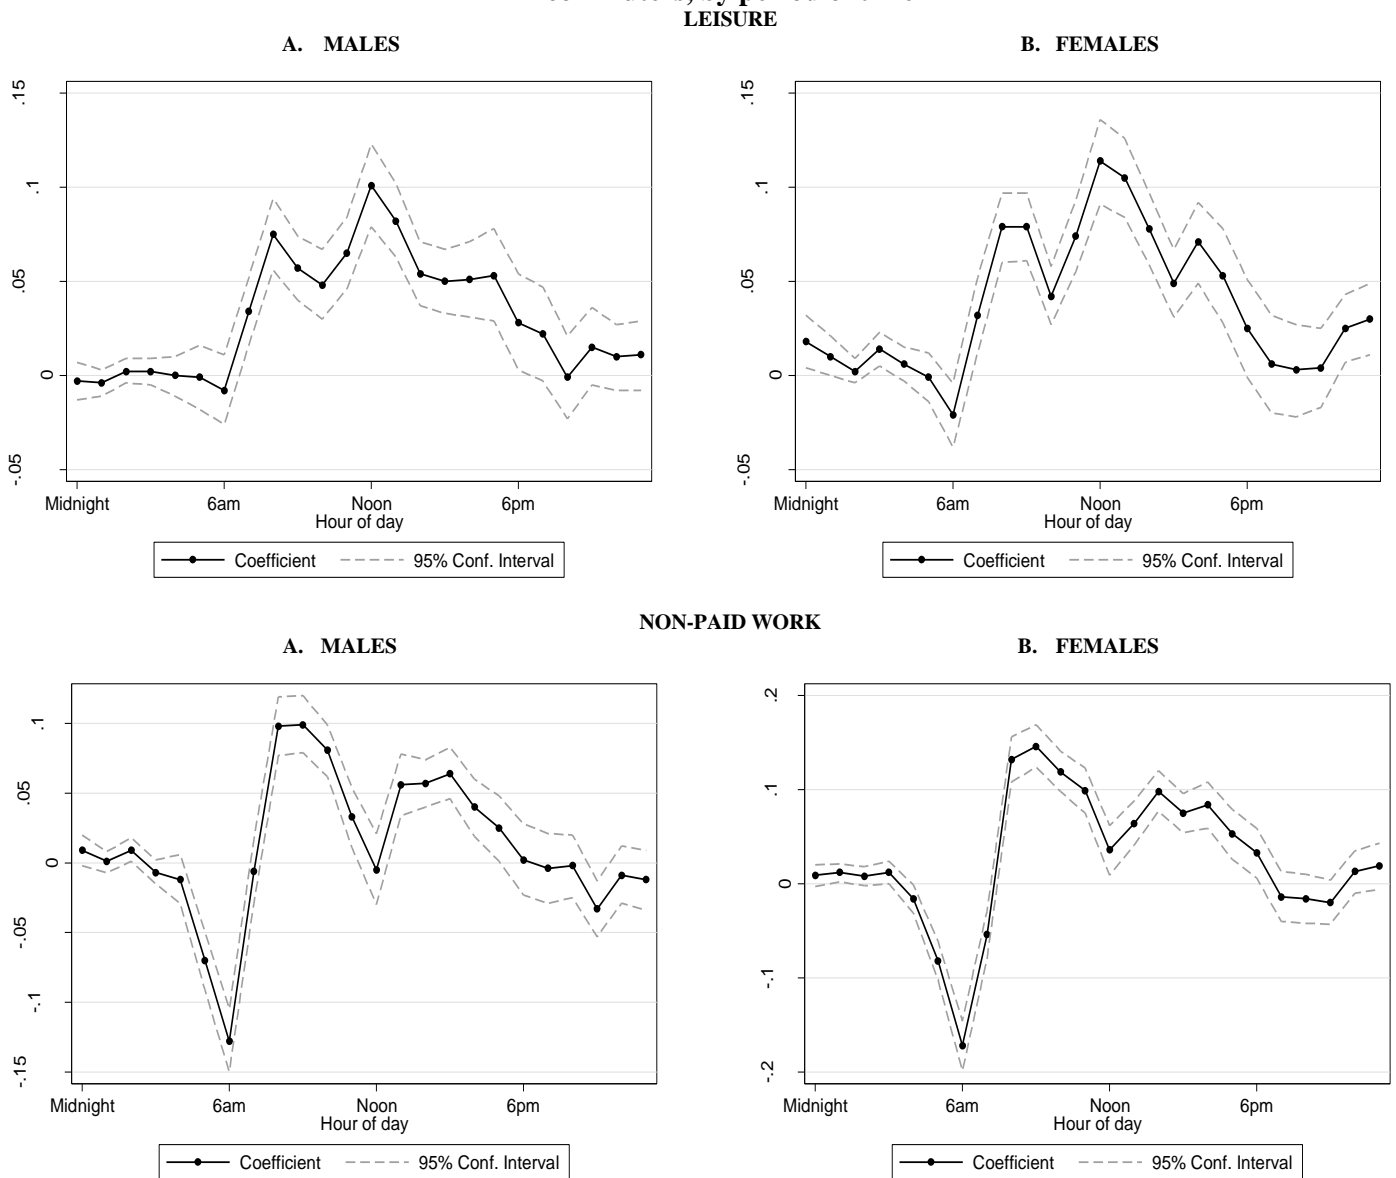 LEISURE
A. MALES
B. FEMALES
.15
.1
.05
0
-.05
Midnight 6am Noon 6pm
Hour of day
Coefficient 95% Conf. Interval
.15
.1
.05
0
-.05
Midnight 6am Noon 6pm
Hour of day
Coefficient 95% Conf. Interval
NON-PAID WORK
A. MALES
B. FEMALES
.1
.05
0
-.05
-.1
-.15
Midnight 6am Noon 6pm
Hour of day
Coefficient 95% Conf. Interval
.2
.1
0
-.1
-.2
Midnight 6am Noon 6pm
Hour of day
Coefficient 95% Conf. Interval